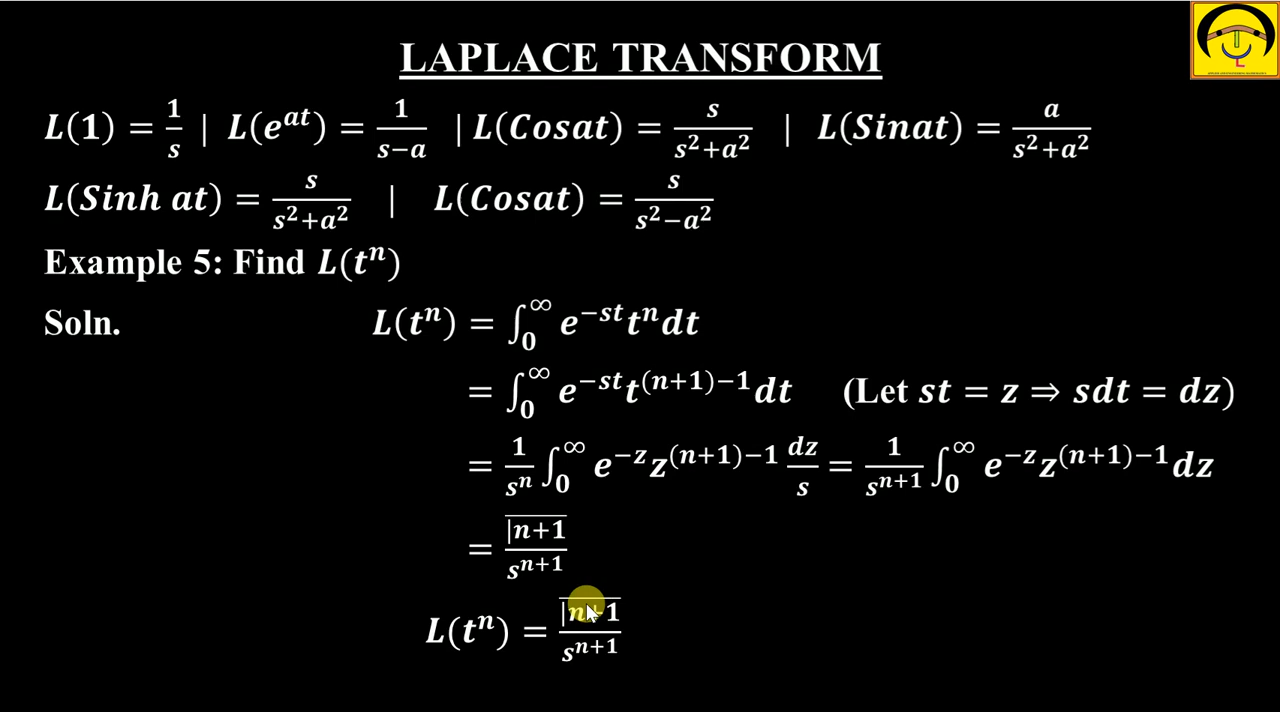 LAPLACE TRANSFORM
L(1) = 1/s | L(e^{at}) = 1/(s−a) | L(Cosat) = s/(s²+a²) | L(Sinat) = a/(s²+a²)
L(Sinh at) = s/(s²+a²) | L(Cosat) = s/(s²−a²)
Example 5: Find L(tⁿ)
Soln. L(tⁿ) = ∫₀^∞ e^{−st} tⁿ dt
= ∫₀^∞ e^{−st} t^{(n+1)−1} dt (Let st = z ⇒ sdt = dz)
= 1/sⁿ ∫₀^∞ e^{−z} z^{(n+1)−1} dz/s = 1/s^{n+1} ∫₀^∞ e^{−z} z^{(n+1)−1} dz
= |n+1 / s^{n+1}
L(tⁿ) = |n+1 / s^{n+1}